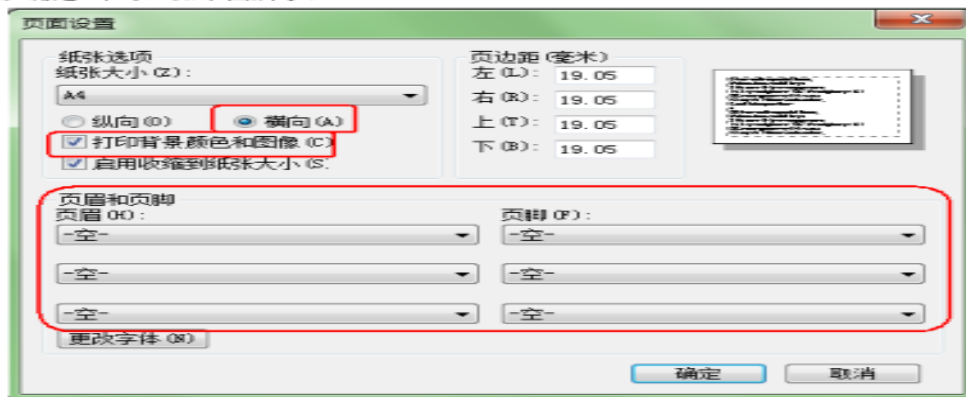 页面设置
纸张选项
纸张大小(Z):
A4
纵向(O) 横向(A)
打印背景颜色和图像(C)
启用收缩到纸张大小(S)
页边距(毫米)
左(L): 19.05
右(R): 19.05
上(T): 19.05
下(B): 19.05
页眉和页脚
页眉(H): 页脚(F):
-空- -空-
-空- -空-
-空- -空-
更改字体(N)
确定 取消